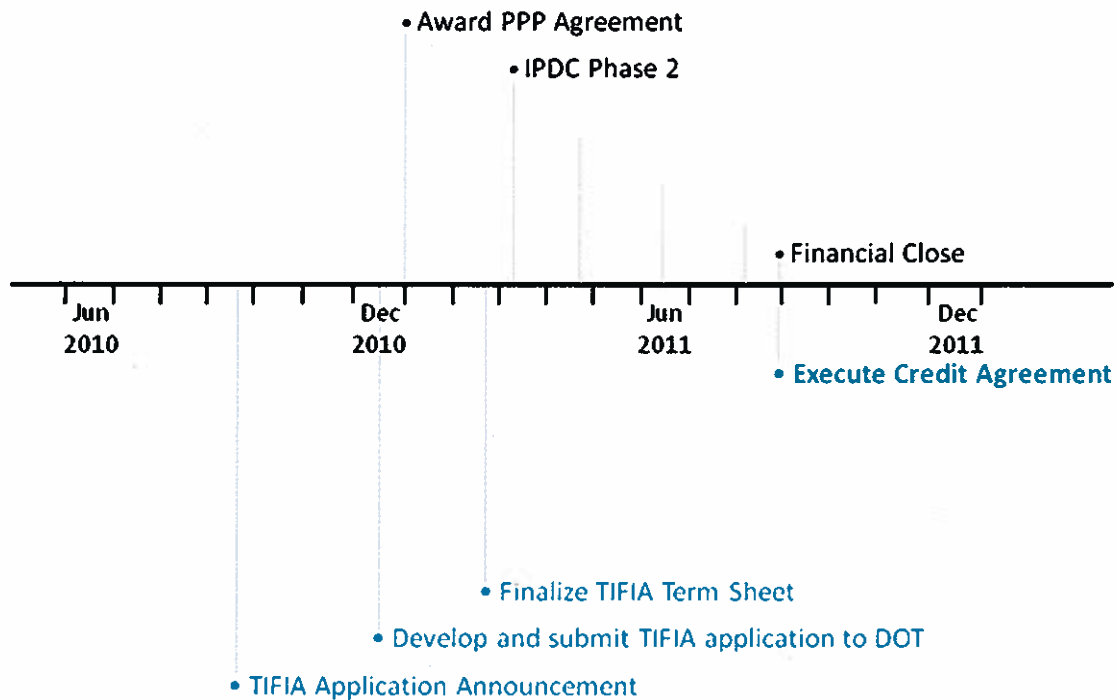 • Award PPP Agreement
• IPDC Phase 2
• Financial Close
Jun Dec Jun Dec
2010 2010 2011 2011
• Execute Credit Agreement
• Finalize TIFIA Term Sheet
• Develop and submit TIFIA application to DOT
• TIFIA Application Announcement